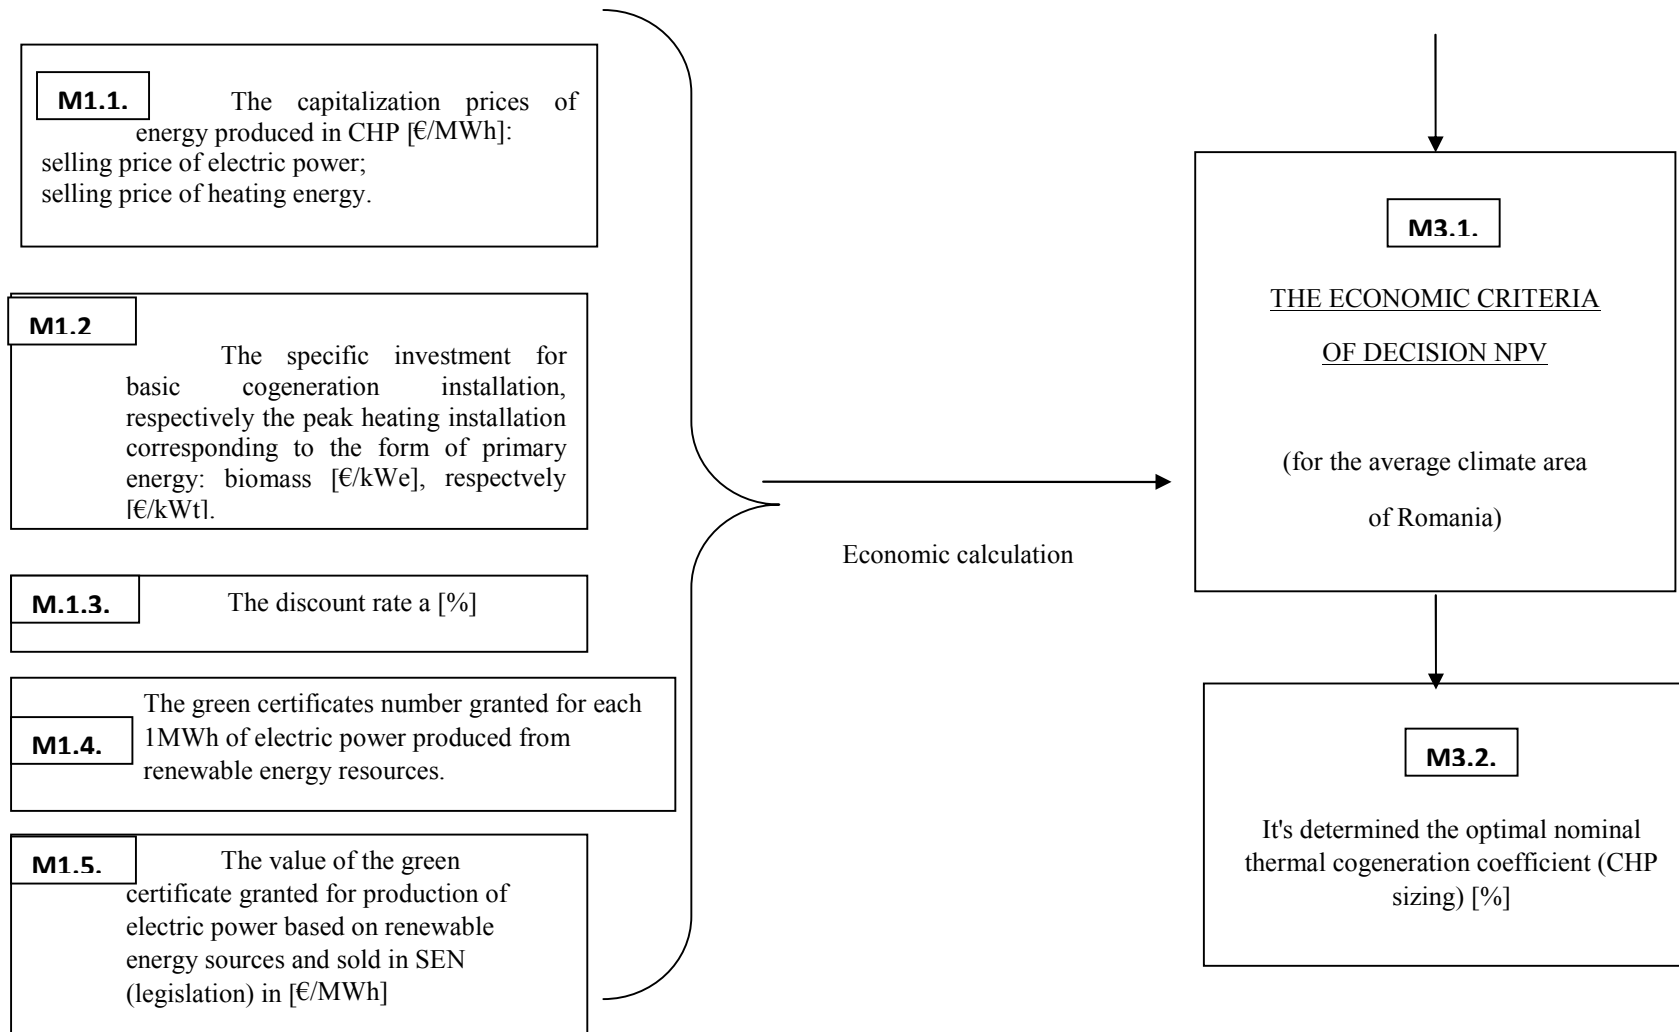 M1.1.
The capitalization prices of
energy produced in CHP [€/MWh]:
selling price of electric power;
selling price of heating energy.
M1.2
The specific investment for
basic cogeneration installation,
respectively the peak heating installation
corresponding to the form of primary
energy: biomass [€/kWe], respectvely
[€/kWt].
M.1.3.
The discount rate a [%]
M1.4.
The green certificates number granted for each
1MWh of electric power produced from
renewable energy resources.
M1.5.
The value of the green
certificate granted for production of
electric power based on renewable
energy sources and sold in SEN
(legislation) in [€/MWh]
Economic calculation
M3.1.
THE ECONOMIC CRITERIA
OF DECISION NPV
(for the average climate area
of Romania)
M3.2.
It's determined the optimal nominal
thermal cogeneration coefficient (CHP
sizing) [%]